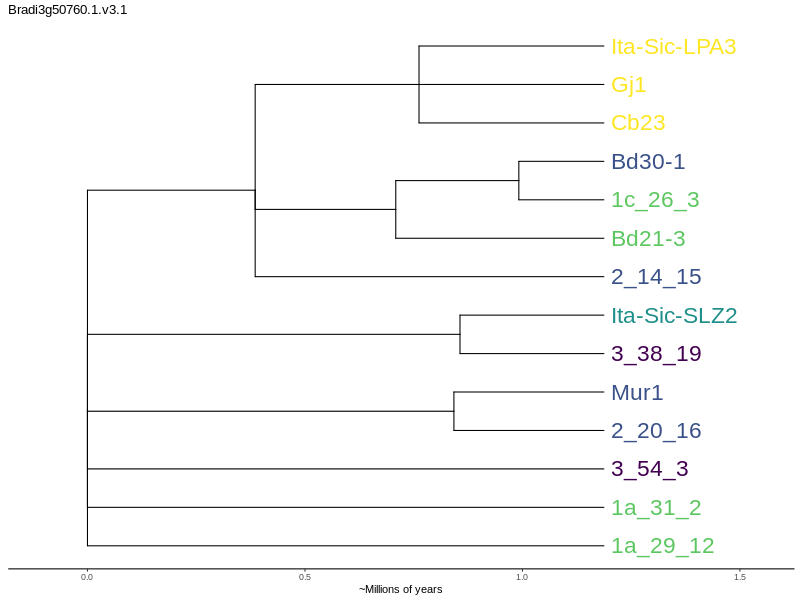 Bradi3g50760.1.v3.1
Ita-Sic-LPA3
Gj1
Cb23
Bd30-1
1c_26_3
Bd21-3
2_14_15
Ita-Sic-SLZ2
3_38_19
Mur1
2_20_16
3_54_3
1a_31_2
1a_29_12
0.0 0.5 1.0 1.5
~Millions of years